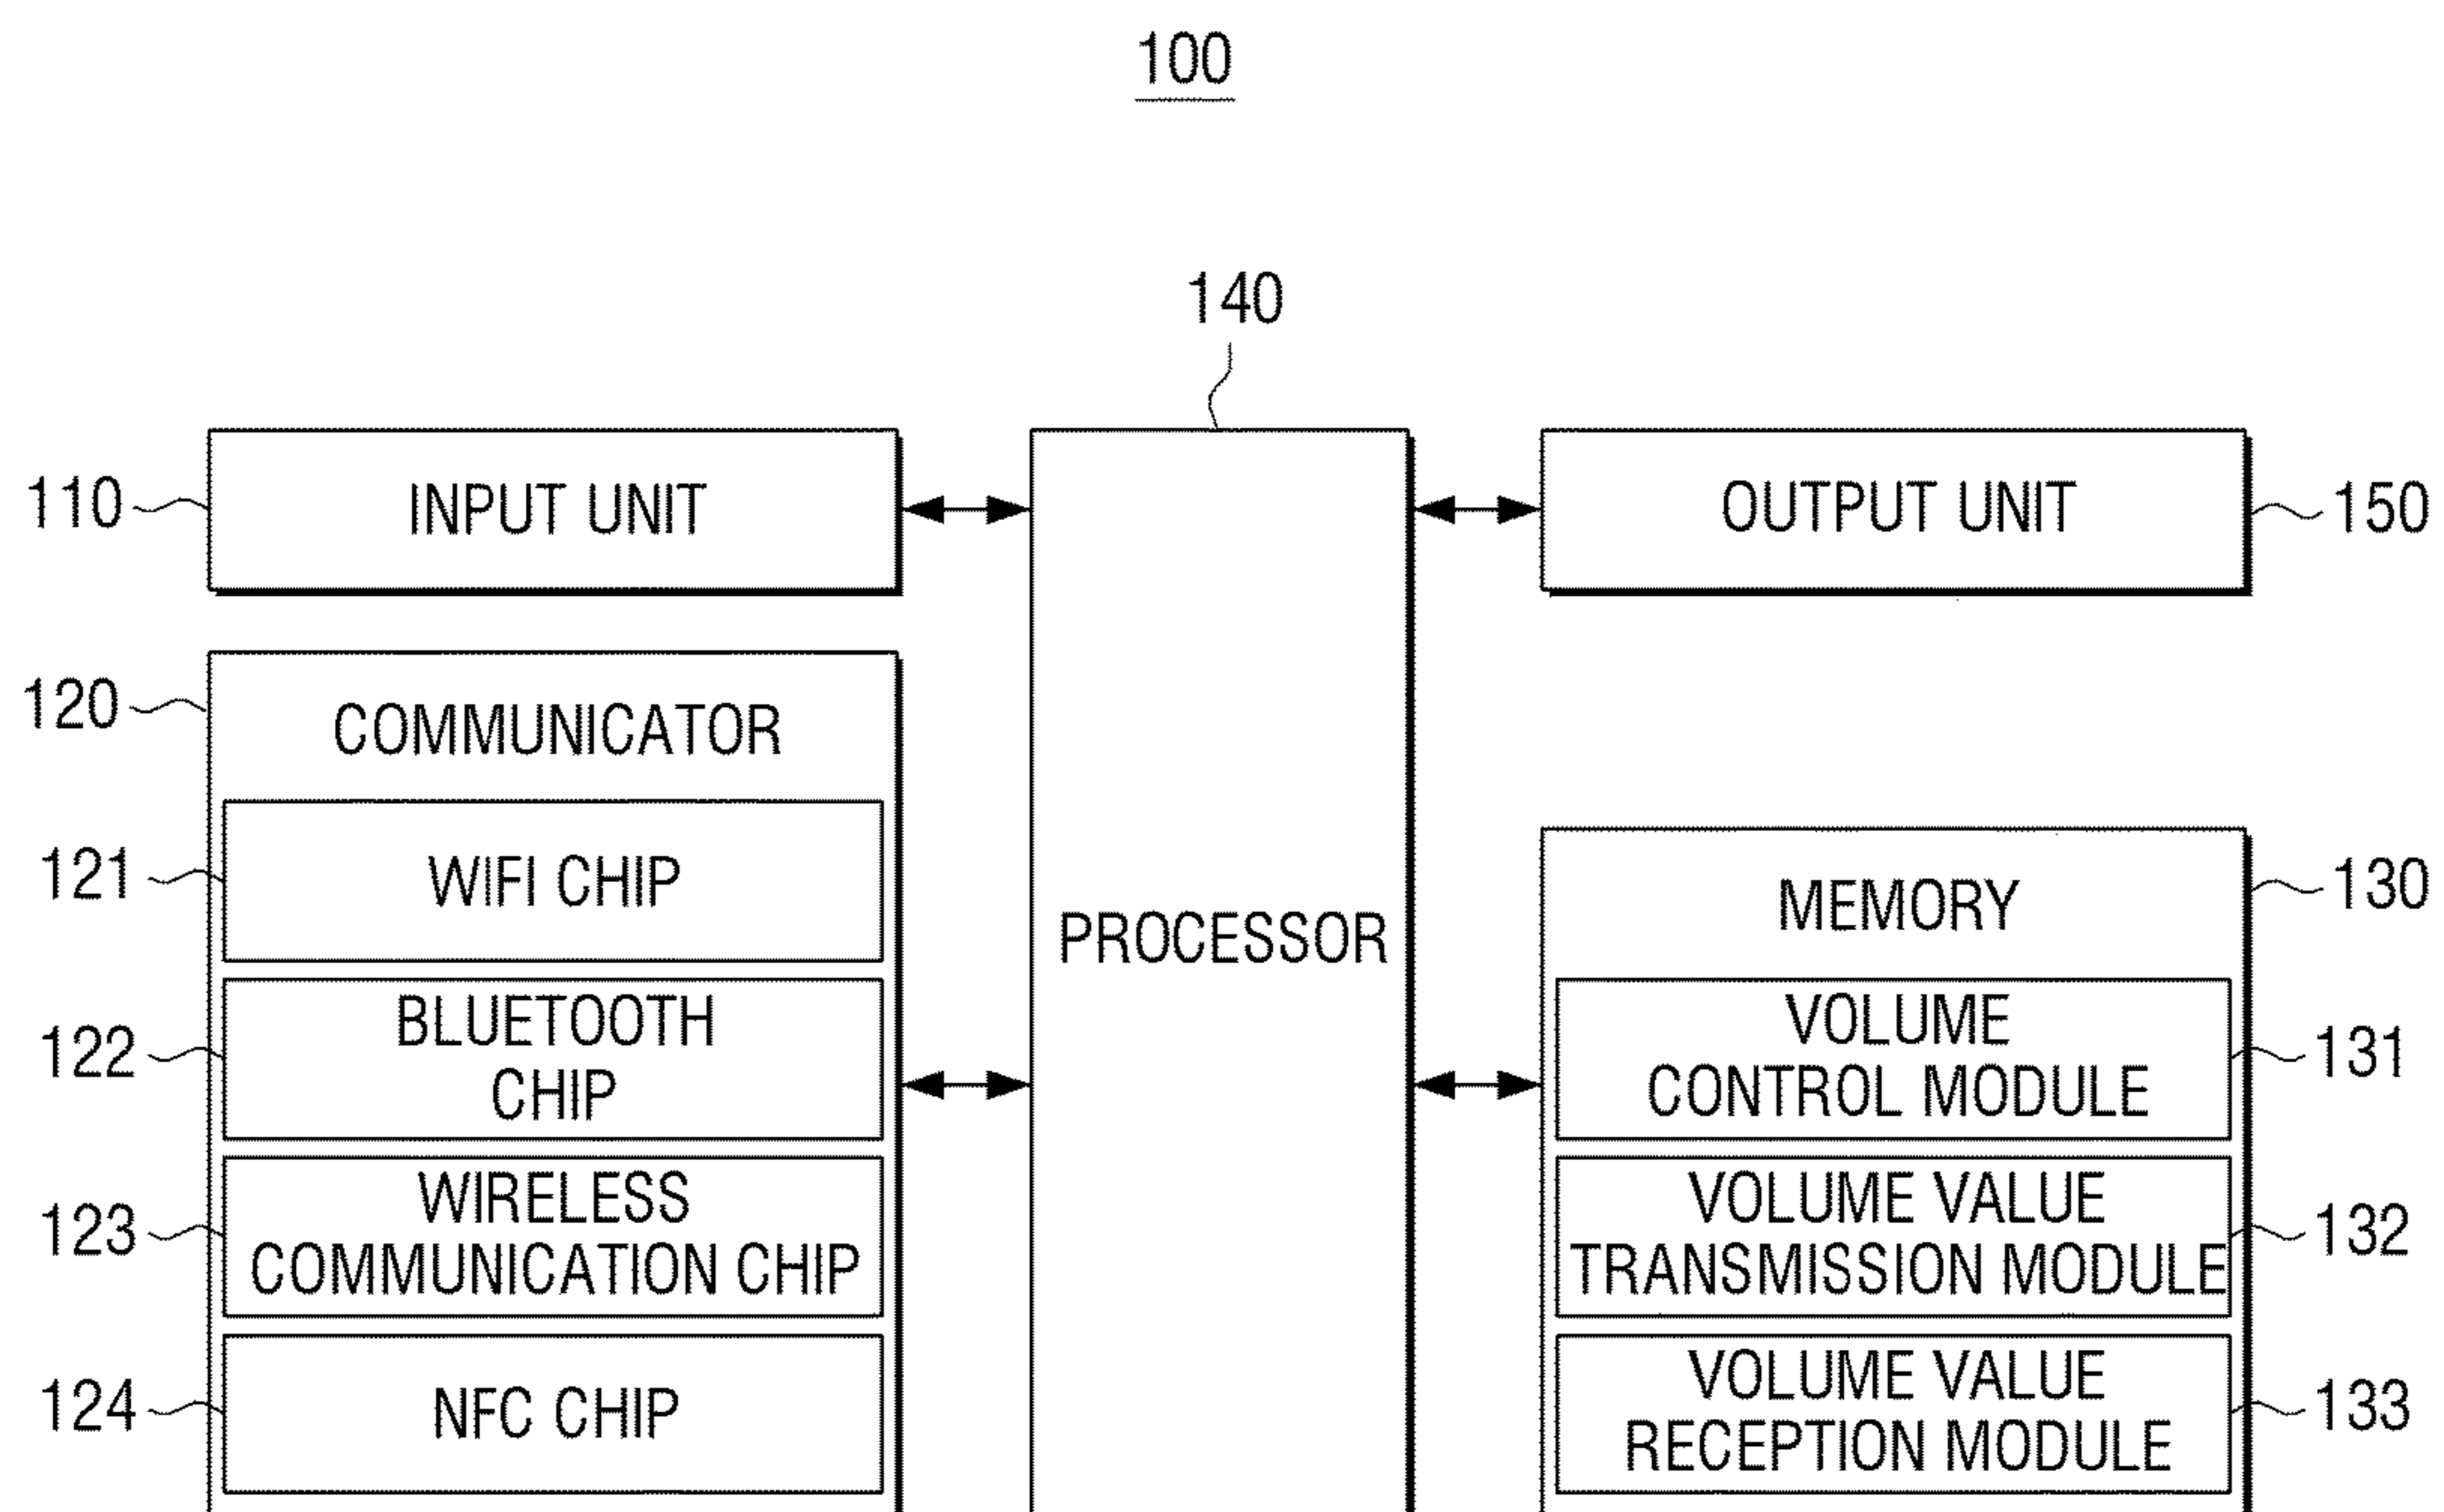 100
140
110
INPUT UNIT
OUTPUT UNIT
150
120
COMMUNICATOR
121
WIFI CHIP
122
BLUETOOTH
CHIP
123
WIRELESS
COMMUNICATION CHIP
124
NFC CHIP
PROCESSOR
MEMORY
130
VOLUME
CONTROL MODULE
131
VOLUME VALUE
TRANSMISSION MODULE
132
VOLUME VALUE
RECEPTION MODULE
133